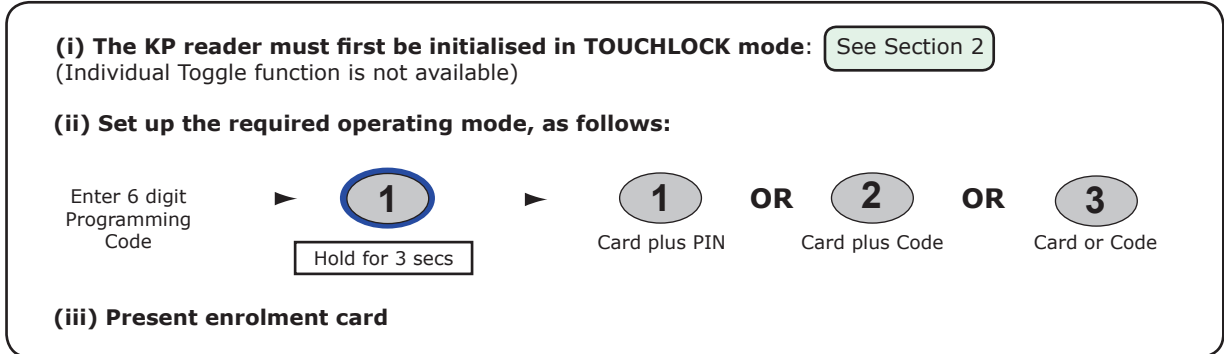 (i) The KP reader must first be initialised in TOUCHLOCK mode: See Section 2
(Individual Toggle function is not available)
(ii) Set up the required operating mode, as follows:
Enter 6 digit
Programming
Code
1
Hold for 3 secs
1
Card plus PIN
OR
2
Card plus Code
OR
3
Card or Code
(iii) Present enrolment card